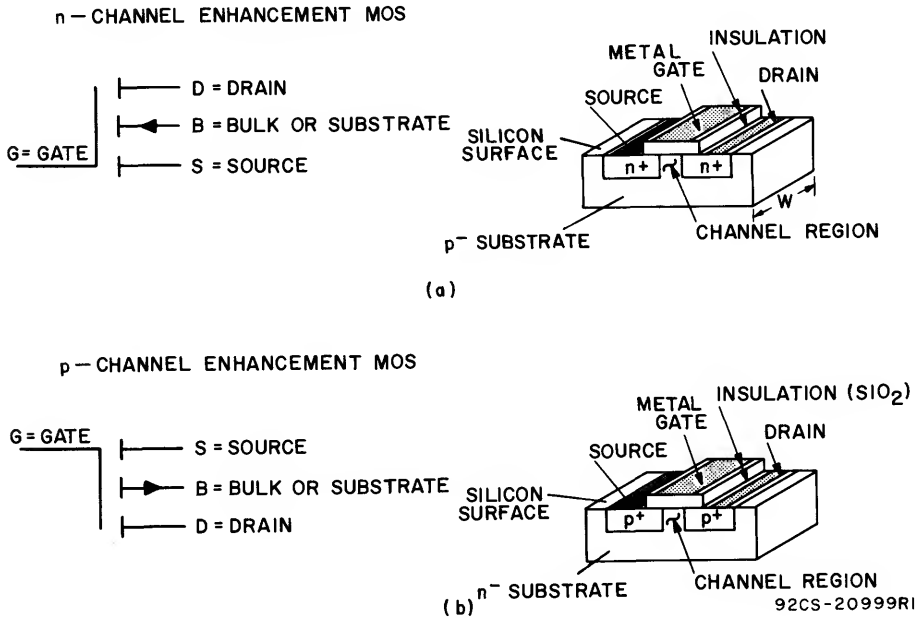 n-CHANNEL ENHANCEMENT MOS
D = DRAIN
B = BULK OR SUBSTRATE
G = GATE
S = SOURCE
METAL
GATE
INSULATION
DRAIN
SOURCE
SILICON
SURFACE
n+
n+
W
p- SUBSTRATE
CHANNEL REGION
(a)
p-CHANNEL ENHANCEMENT MOS
G = GATE
S = SOURCE
B = BULK OR SUBSTRATE
D = DRAIN
INSULATION (SIO2)
METAL
GATE
DRAIN
SOURCE
SILICON
SURFACE
p+
p+
n- SUBSTRATE
CHANNEL REGION
(b)
92CS-20999RI